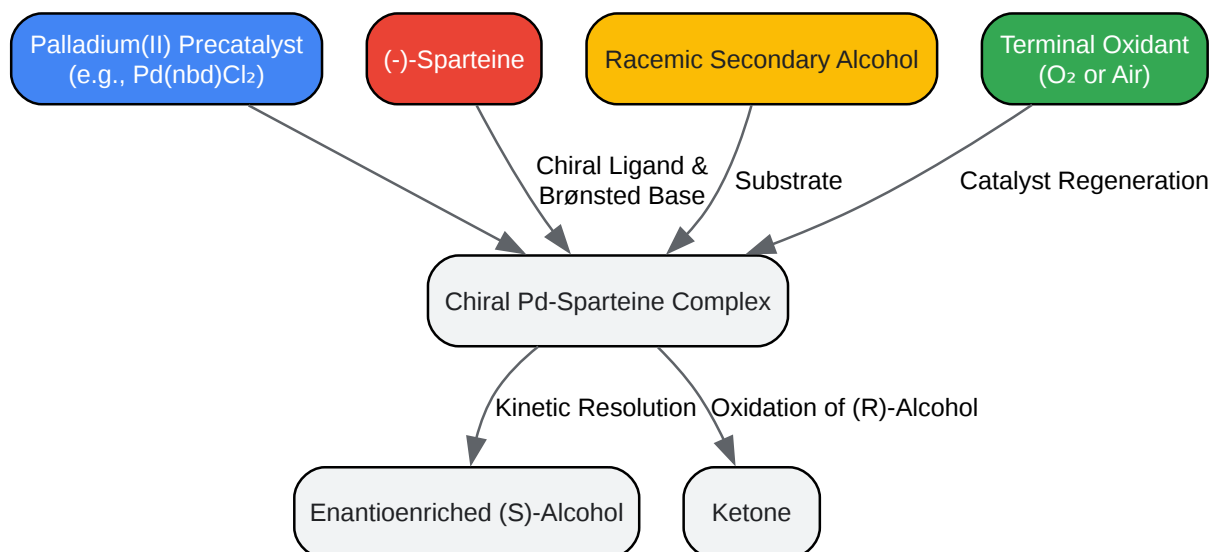 Palladium(II) Precatalyst
(e.g., Pd(nbd)Cl₂)
(-)-Sparteine
Racemic Secondary Alcohol
Terminal Oxidant
(O₂ or Air)
Chiral Ligand &
Brønsted Base
Substrate
Catalyst Regeneration
Chiral Pd-Sparteine Complex
Kinetic Resolution
Oxidation of (R)-Alcohol
Enantioenriched (S)-Alcohol
Ketone